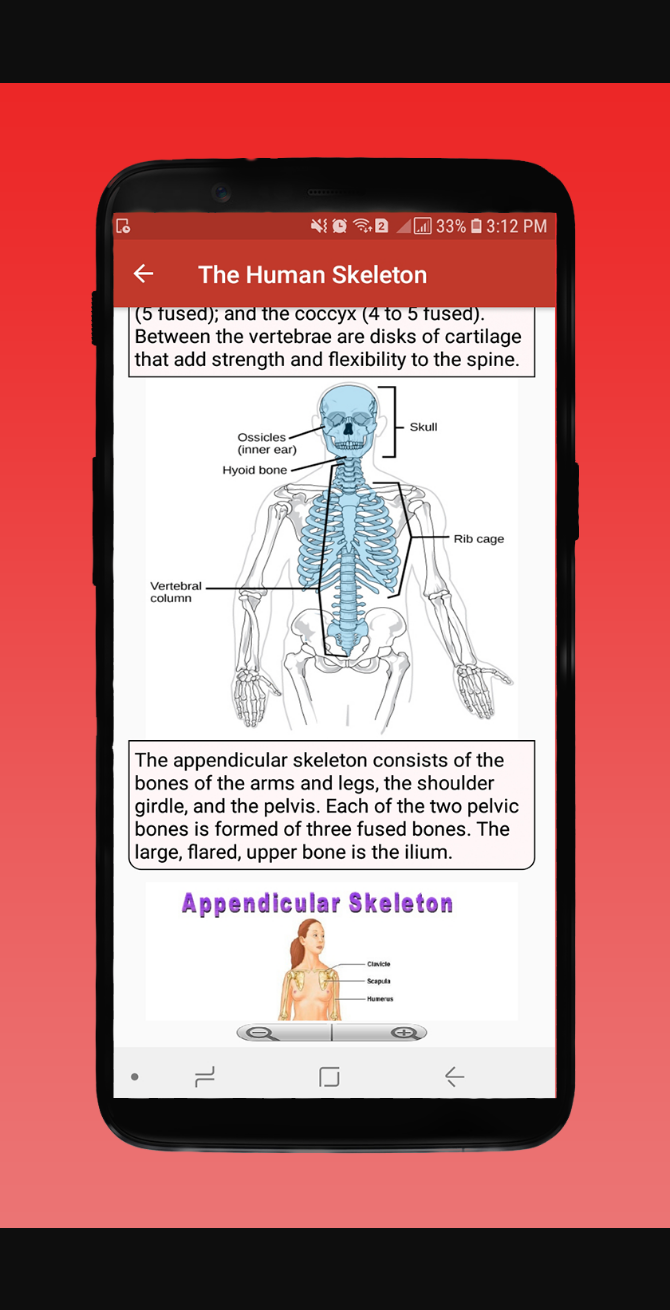 2 33% 3:12 PM
The Human Skeleton
(5 fused); and the coccyx (4 to 5 fused).
Between the vertebrae are disks of cartilage
that add strength and flexibility to the spine.
Skull
Ossicles
(inner ear)
Hyoid bone
Rib cage
Vertebral
column
The appendicular skeleton consists of the
bones of the arms and legs, the shoulder
girdle, and the pelvis. Each of the two pelvic
bones is formed of three fused bones. The
large, flared, upper bone is the ilium.
Appendicular Skeleton
Clavicle
Scapula
Humerus